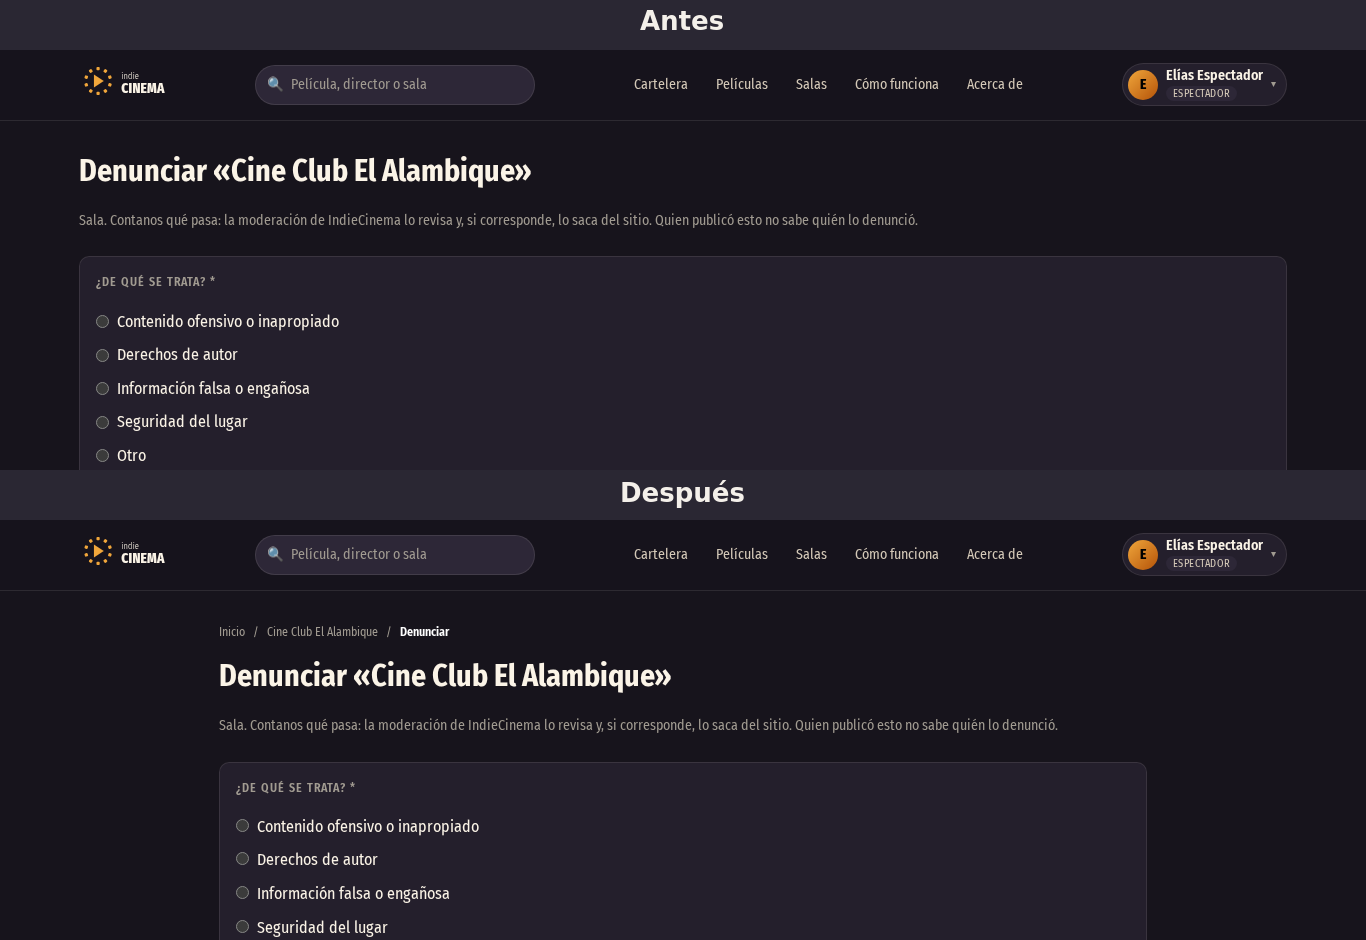 Antes
indie
CINEMA
Película, director o sala
Cartelera Películas Salas Cómo funciona Acerca de
E
Elías Espectador
ESPECTADOR
Denunciar «Cine Club El Alambique»
Sala. Contanos qué pasa: la moderación de IndieCinema lo revisa y, si corresponde, lo saca del sitio. Quien publicó esto no sabe quién lo denunció.
¿DE QUÉ SE TRATA? *
Contenido ofensivo o inapropiado
Derechos de autor
Información falsa o engañosa
Seguridad del lugar
Otro
Después
indie
CINEMA
Película, director o sala
Cartelera Películas Salas Cómo funciona Acerca de
E
Elías Espectador
ESPECTADOR
Inicio / Cine Club El Alambique / Denunciar
Denunciar «Cine Club El Alambique»
Sala. Contanos qué pasa: la moderación de IndieCinema lo revisa y, si corresponde, lo saca del sitio. Quien publicó esto no sabe quién lo denunció.
¿DE QUÉ SE TRATA? *
Contenido ofensivo o inapropiado
Derechos de autor
Información falsa o engañosa
Seguridad del lugar